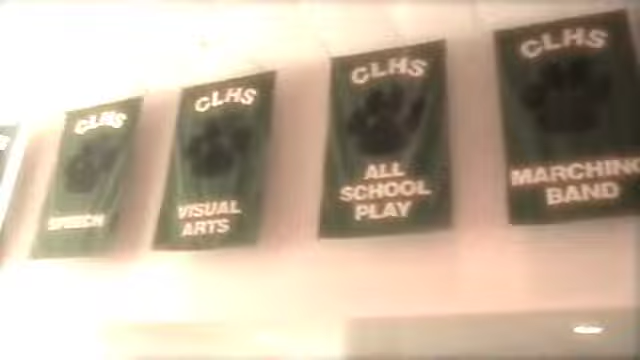 CLHS
SPEECH
CLHS
VISUAL
ARTS
CLHS
ALL
SCHOOL
PLAY
CLHS
MARCHING
BAND